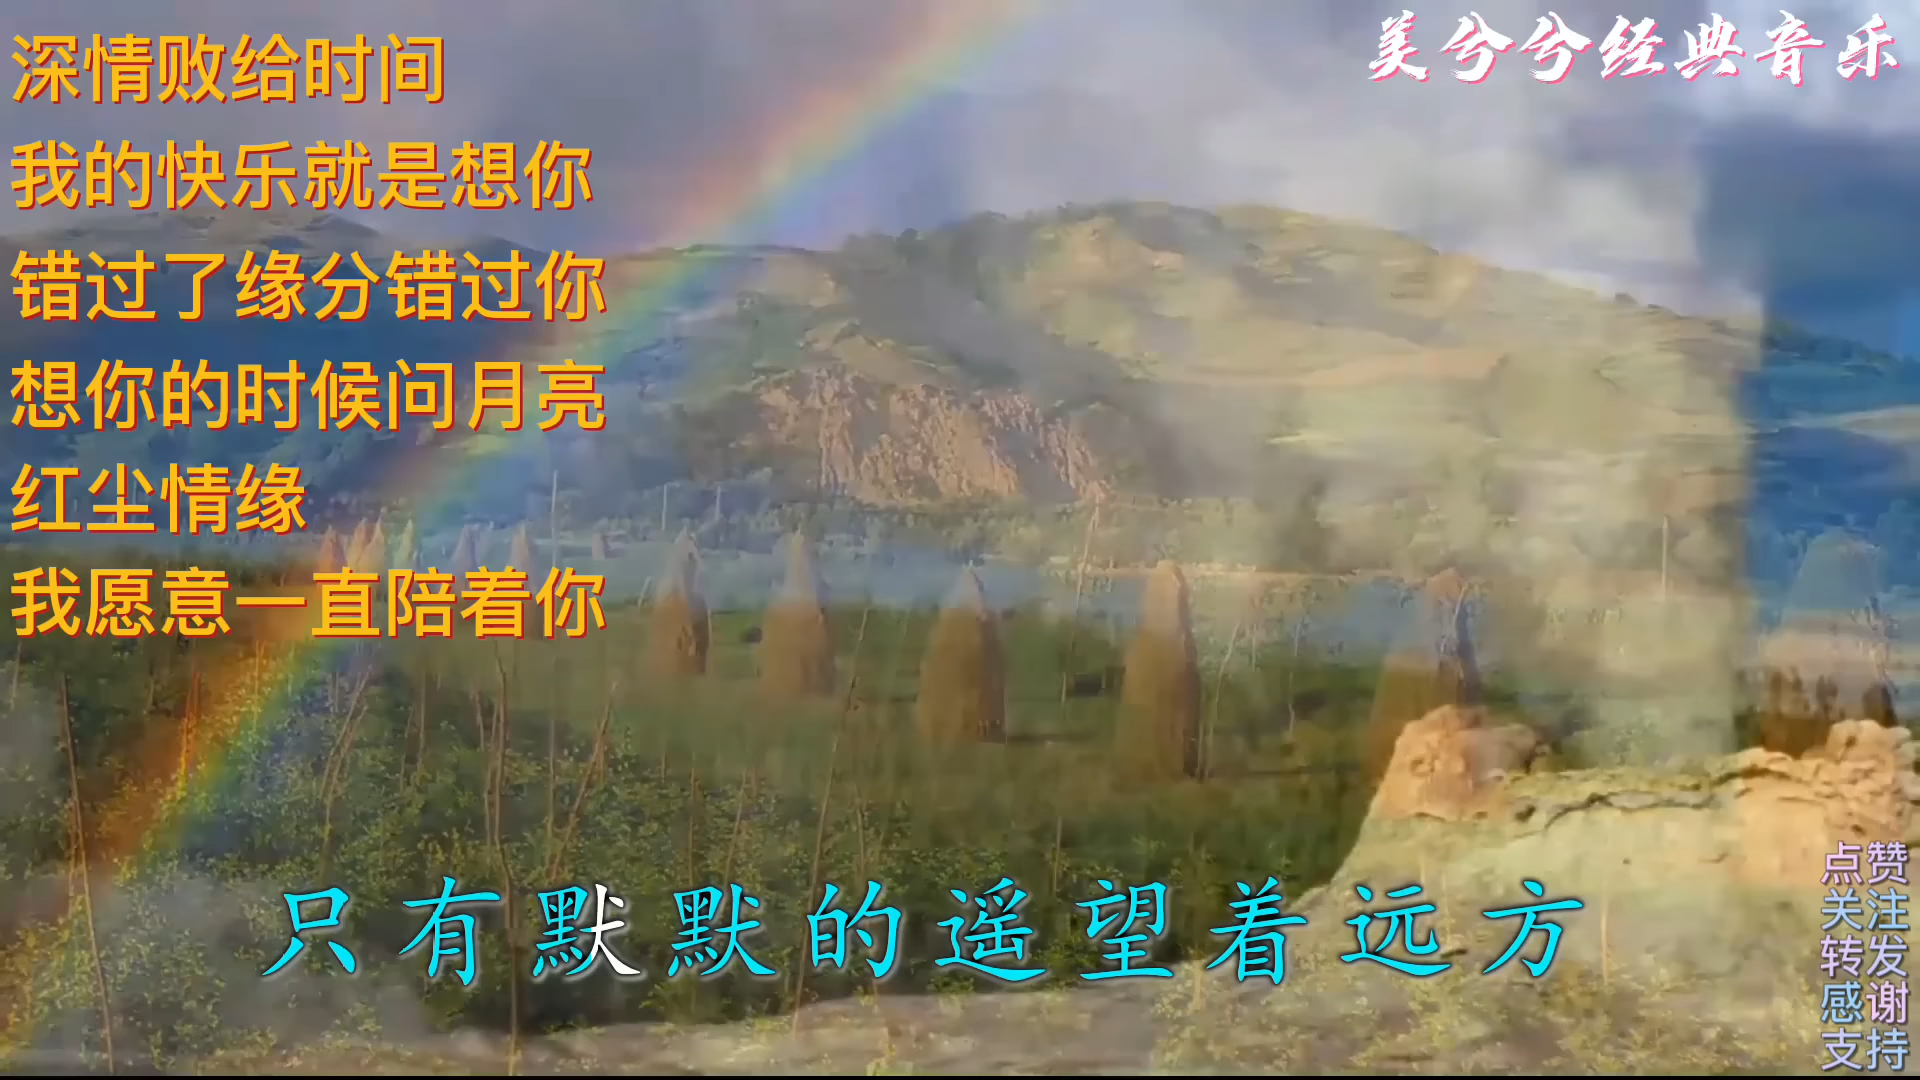 美兮兮经典音乐
深情败给时间
我的快乐就是想你
错过了缘分错过你
想你的时候问月亮
红尘情缘
我愿意一直陪着你
只有默默的遥望着远方
点赞
关注
转发
感谢
支持